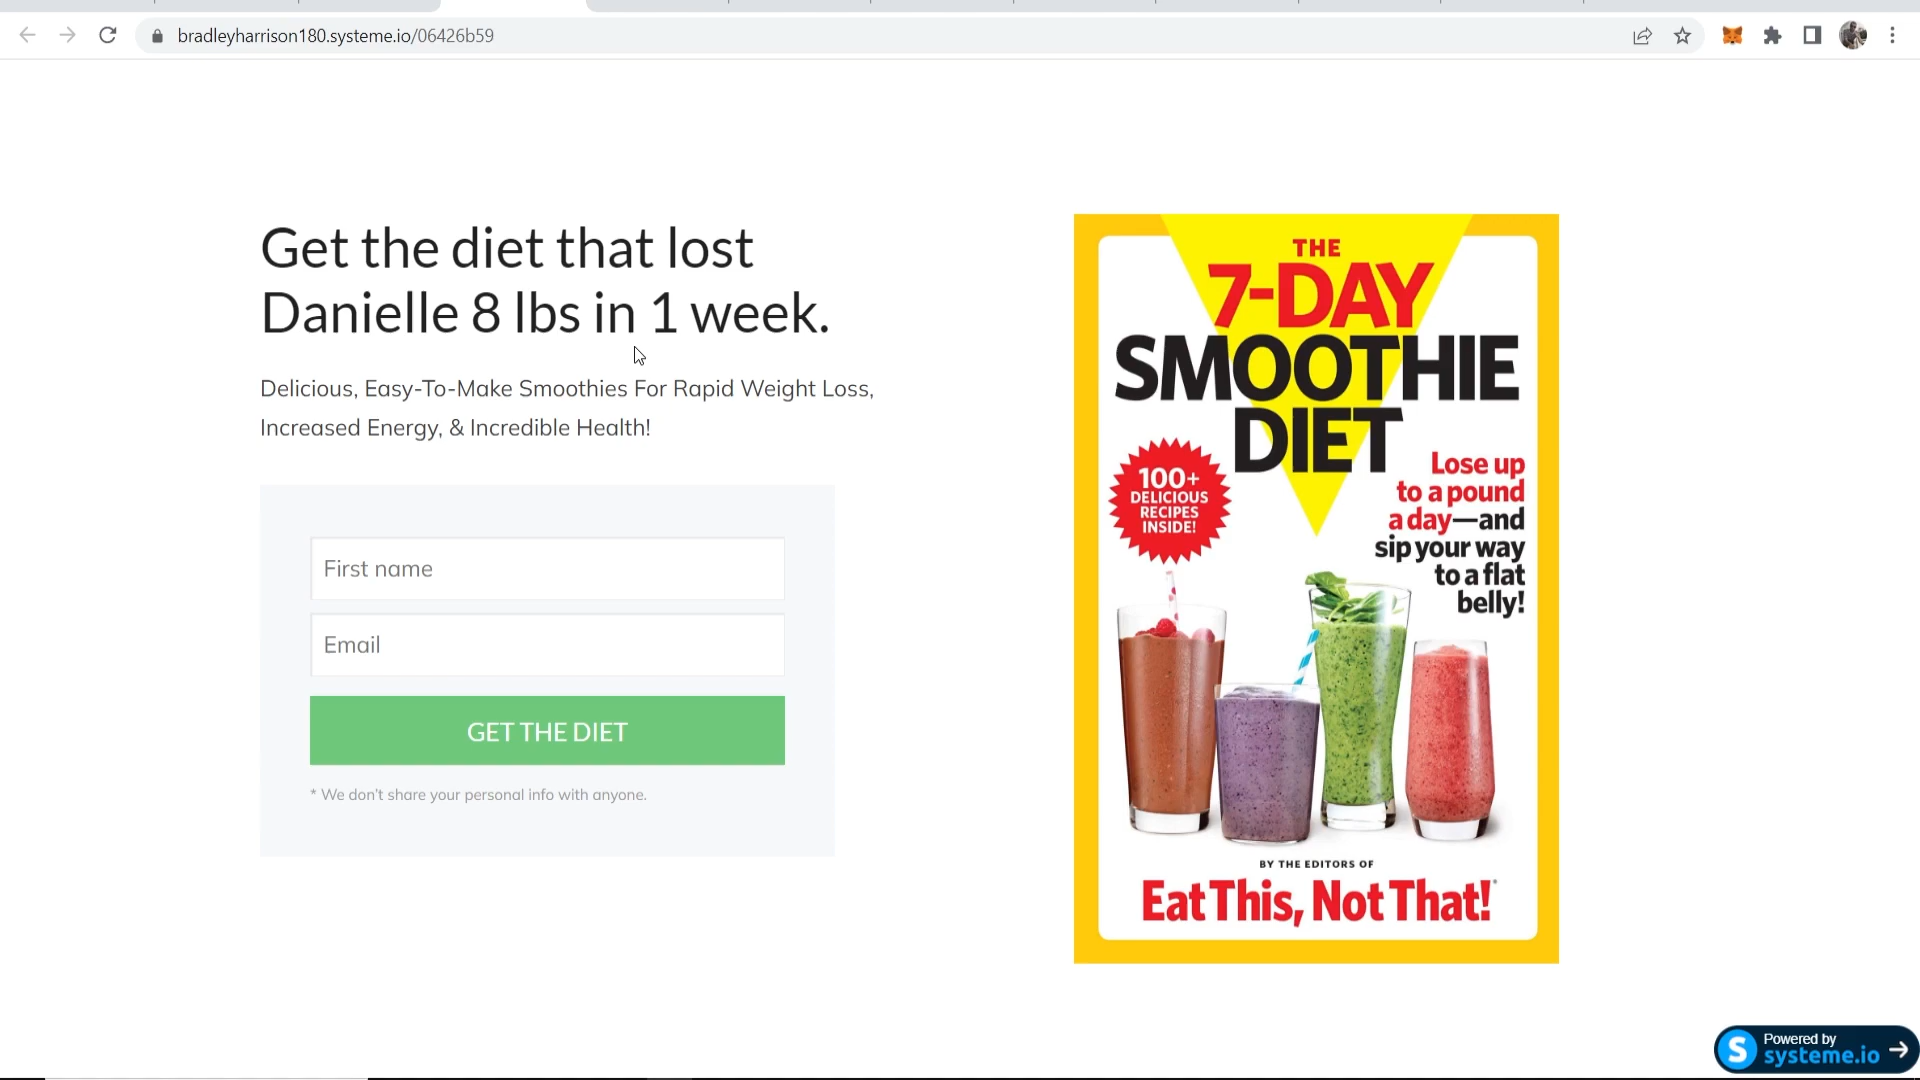 bradleyharrison180.systeme.io/06426b59
Get the diet that lost
Danielle 8 lbs in 1 week.
Delicious, Easy-To-Make Smoothies For Rapid Weight Loss,
Increased Energy, & Incredible Health!
First name
Email
GET THE DIET
* We don't share your personal info with anyone.
THE
7-DAY
SMOOTHIE
DIET
100+
DELICIOUS
RECIPES
INSIDE!
Lose up
to a pound
a day—and
sip your way
to a flat
belly!
BY THE EDITORS OF
Eat This, Not That!
S
Powered by
systeme.io